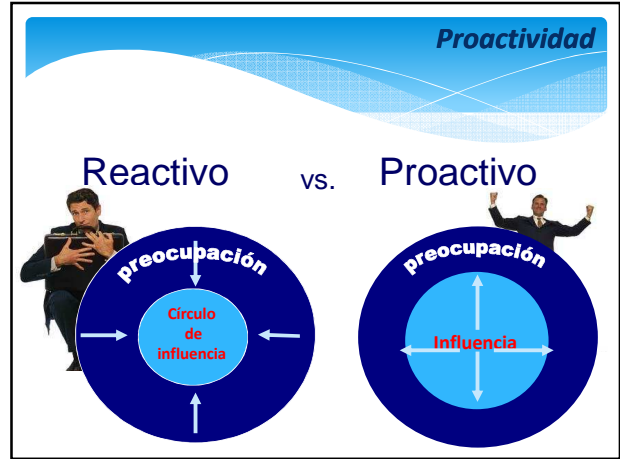 Proactividad
Reactivo vs. Proactivo
preocupación
Círculo
de
influencia
preocupación
Influencia